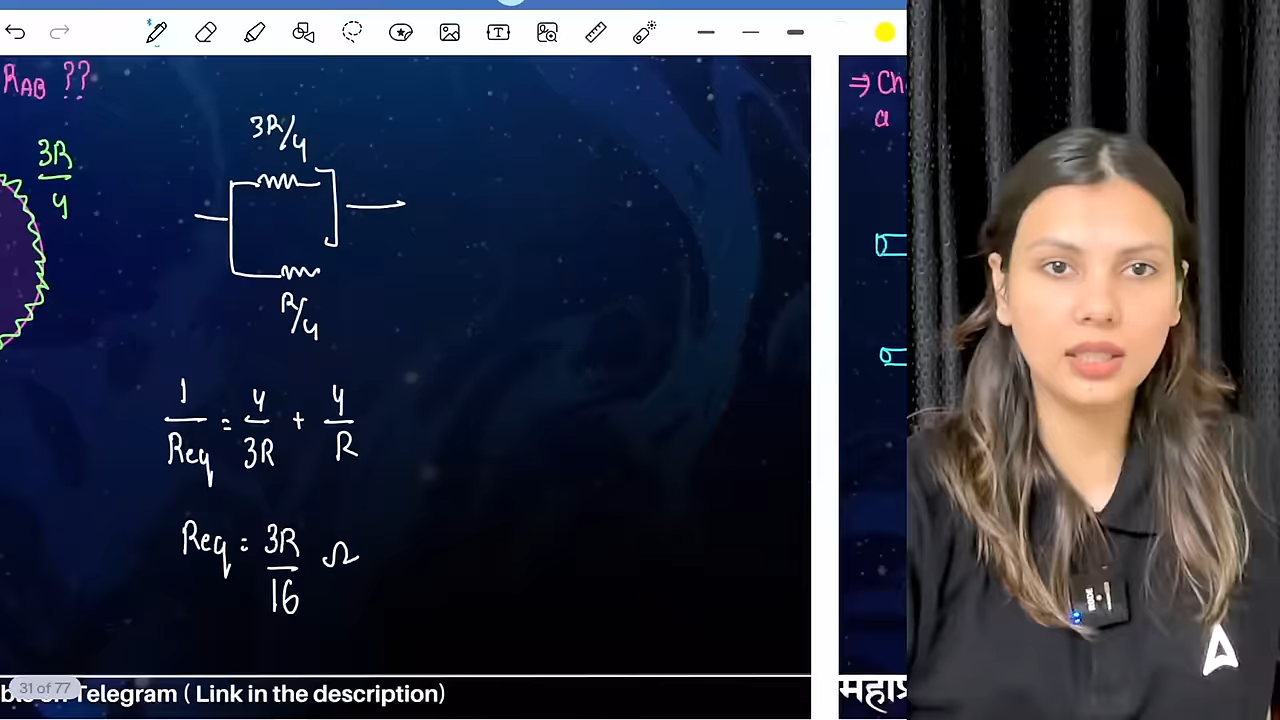 R_AB ??
⇒ Ch
a
3R/4
3R
4
R/4
1/Req = 4/3R + 4/R
Req = 3R/16 Ω
31 of 77
Telegram ( Link in the description)
महाप्र
RODE